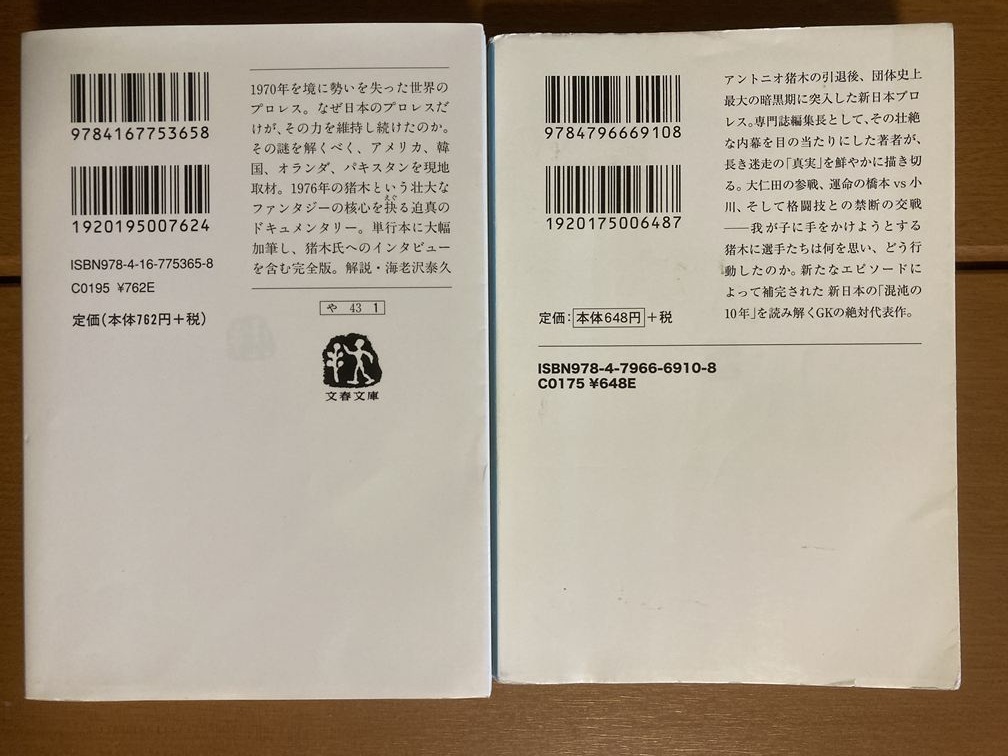 9784167753658
1920195007624
ISBN978-4-16-775365-8
C0195 ¥762E
定価(本体762円+税)
1970年を境に勢いを失った世界の
プロレス。なぜ日本のプロレスだ
けが、その力を維持し続けたのか。
その謎を解くべく、アメリカ、韓
国、オランダ、パキスタンを現地
取材。1976年の猪木という壮大な
ファンタジーの核心を抉る迫真の
えぐ
ドキュメンタリー。単行本に大幅
加筆し、猪木氏へのインタビュー
を含む完全版。解説・海老沢泰久
や 43 1
文春文庫
9784796669108
1920175006487
定価:本体648円+税
ISBN978-4-7966-6910-8
C0175 ¥648E
アントニオ猪木の引退後、団体史上
最大の暗黒期に突入した新日本プロ
レス。専門誌編集長として、その壮絶
な内幕を目の当たりにした著者が、
長き迷走の「真実」を鮮やかに描き切
る。大仁田の参戦、運命の橋本 vs 小
川、そして格闘技との禁断の交戦
――我が子に手をかけようとする
猪木に選手たちは何を思い、どう行
動したのか。新たなエピソードに
よって補完された 新日本の「混沌の
10年」を読み解くGKの絶対代表作。